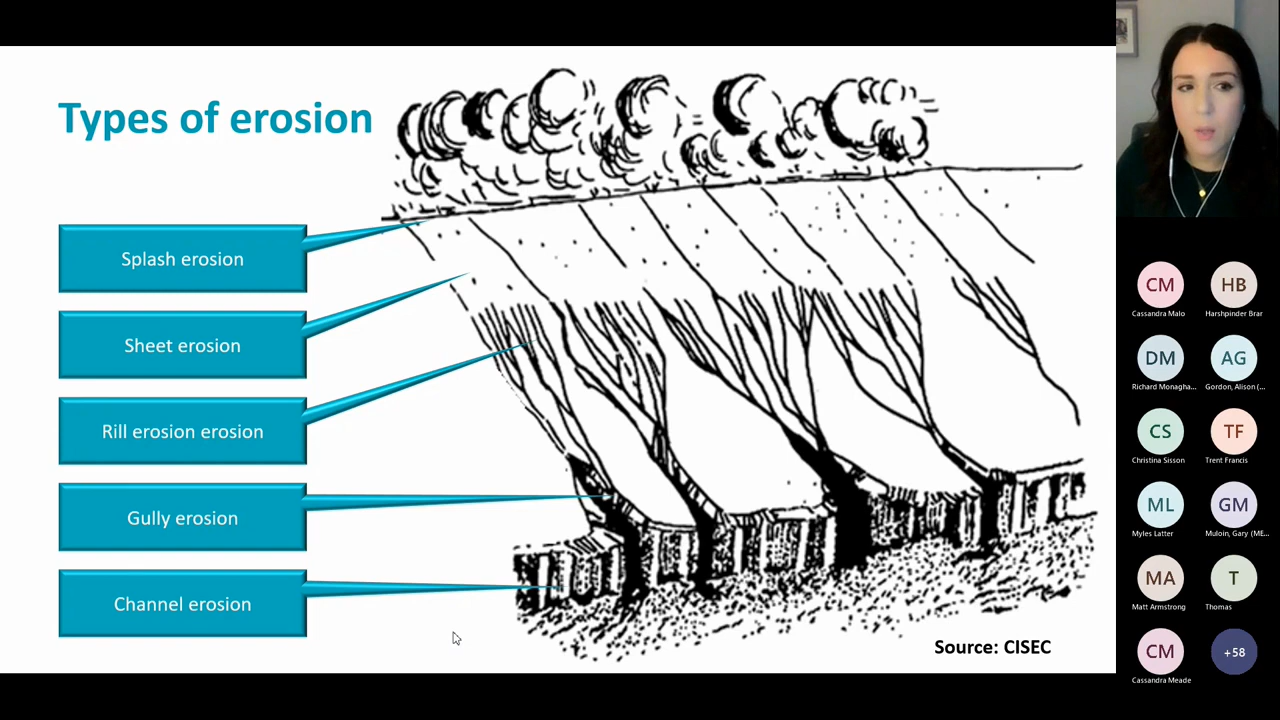 Types of erosion
Splash erosion
Sheet erosion
Rill erosion erosion
Gully erosion
Channel erosion
Source: CISEC
CM
HB
Cassandra Malo
Harshpinder Brar
DM
AG
Richard Monagha...
Gordon, Alison (...
CS
TF
Christina Sisson
Trent Francis
ML
GM
Myles Latter
Muloin, Gary (ME...
MA
T
Matt Armstrong
Thomas
CM
+58
Cassandra Meade